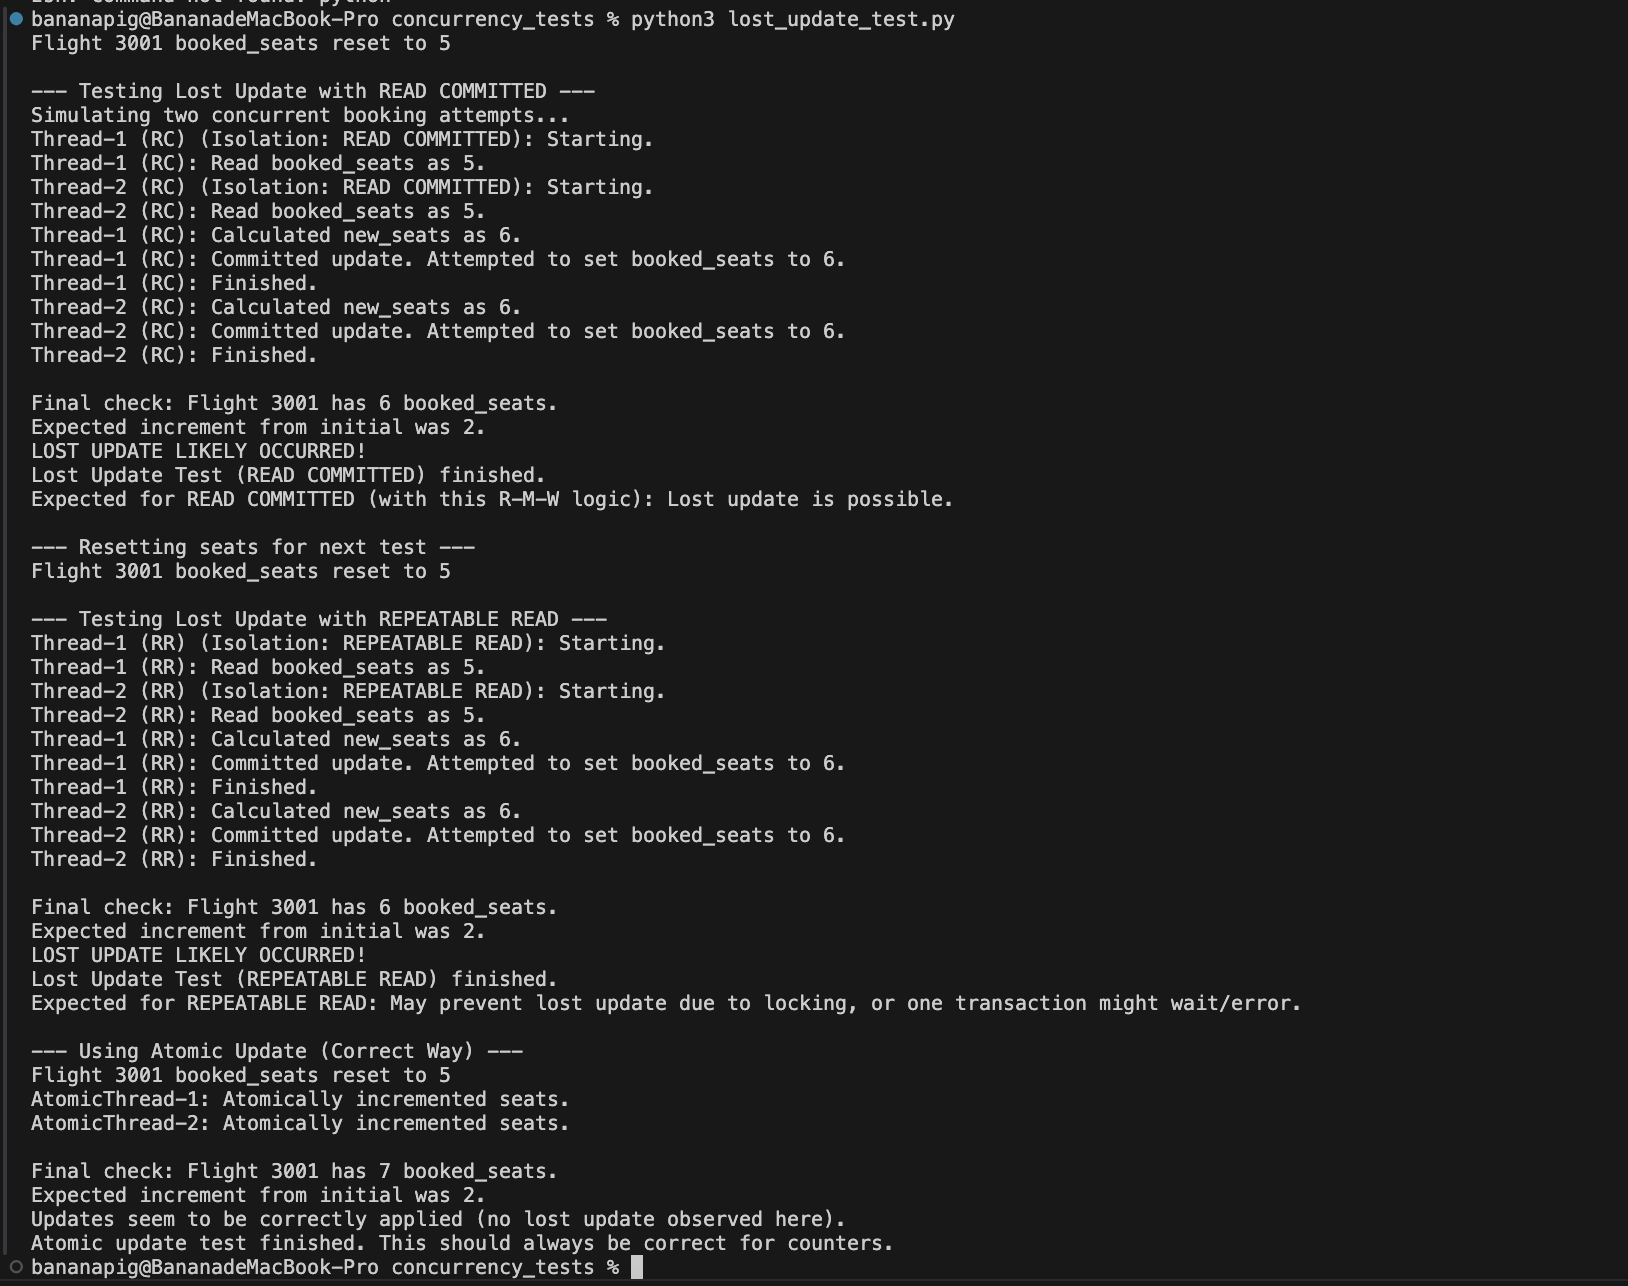 bananapig@BananadeMacBook-Pro concurrency_tests % python3 lost_update_test.py
Flight 3001 booked_seats reset to 5
--- Testing Lost Update with READ COMMITTED ---
Simulating two concurrent booking attempts...
Thread-1 (RC) (Isolation: READ COMMITTED): Starting.
Thread-1 (RC): Read booked_seats as 5.
Thread-2 (RC) (Isolation: READ COMMITTED): Starting.
Thread-2 (RC): Read booked_seats as 5.
Thread-1 (RC): Calculated new_seats as 6.
Thread-1 (RC): Committed update. Attempted to set booked_seats to 6.
Thread-1 (RC): Finished.
Thread-2 (RC): Calculated new_seats as 6.
Thread-2 (RC): Committed update. Attempted to set booked_seats to 6.
Thread-2 (RC): Finished.
Final check: Flight 3001 has 6 booked_seats.
Expected increment from initial was 2.
LOST UPDATE LIKELY OCCURRED!
Lost Update Test (READ COMMITTED) finished.
Expected for READ COMMITTED (with this R-M-W logic): Lost update is possible.
--- Resetting seats for next test ---
Flight 3001 booked_seats reset to 5
--- Testing Lost Update with REPEATABLE READ ---
Thread-1 (RR) (Isolation: REPEATABLE READ): Starting.
Thread-1 (RR): Read booked_seats as 5.
Thread-2 (RR) (Isolation: REPEATABLE READ): Starting.
Thread-2 (RR): Read booked_seats as 5.
Thread-1 (RR): Calculated new_seats as 6.
Thread-1 (RR): Committed update. Attempted to set booked_seats to 6.
Thread-1 (RR): Finished.
Thread-2 (RR): Calculated new_seats as 6.
Thread-2 (RR): Committed update. Attempted to set booked_seats to 6.
Thread-2 (RR): Finished.
Final check: Flight 3001 has 6 booked_seats.
Expected increment from initial was 2.
LOST UPDATE LIKELY OCCURRED!
Lost Update Test (REPEATABLE READ) finished.
Expected for REPEATABLE READ: May prevent lost update due to locking, or one transaction might wait/error.
--- Using Atomic Update (Correct Way) ---
Flight 3001 booked_seats reset to 5
AtomicThread-1: Atomically incremented seats.
AtomicThread-2: Atomically incremented seats.
Final check: Flight 3001 has 7 booked_seats.
Expected increment from initial was 2.
Updates seem to be correctly applied (no lost update observed here).
Atomic update test finished. This should always be correct for counters.
bananapig@BananadeMacBook-Pro concurrency_tests %